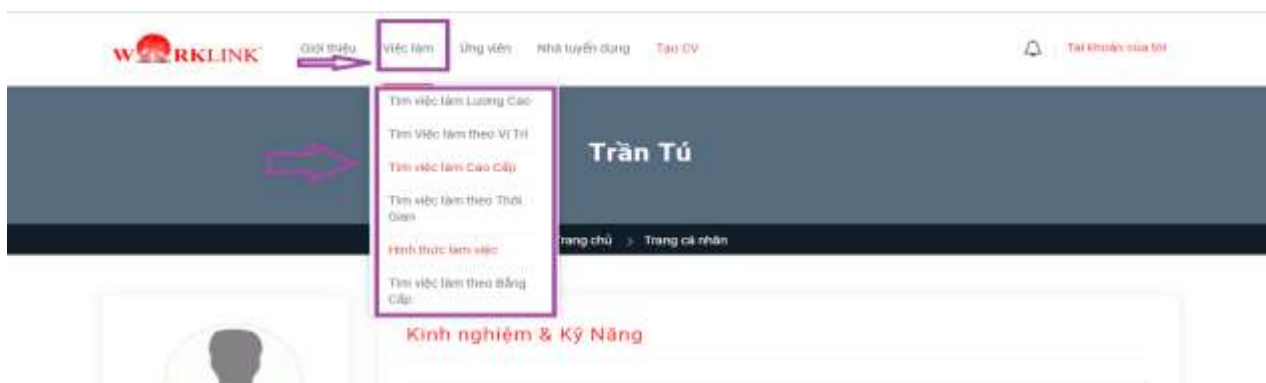 WORKLINK
Giới thiệu Việc làm Ứng viên Nhà tuyển dụng Tạo CV Tài khoản của tôi
Tìm việc làm Lương Cao
Tìm Việc làm theo Vị Trí
Trần Tú
Tìm việc làm Cao Cấp
Tìm việc làm theo Thời
Gian
Trang chủ > Trang cá nhân
Hình thức làm việc
Tìm việc làm theo Bằng
Cấp
Kinh nghiệm & Kỹ Năng